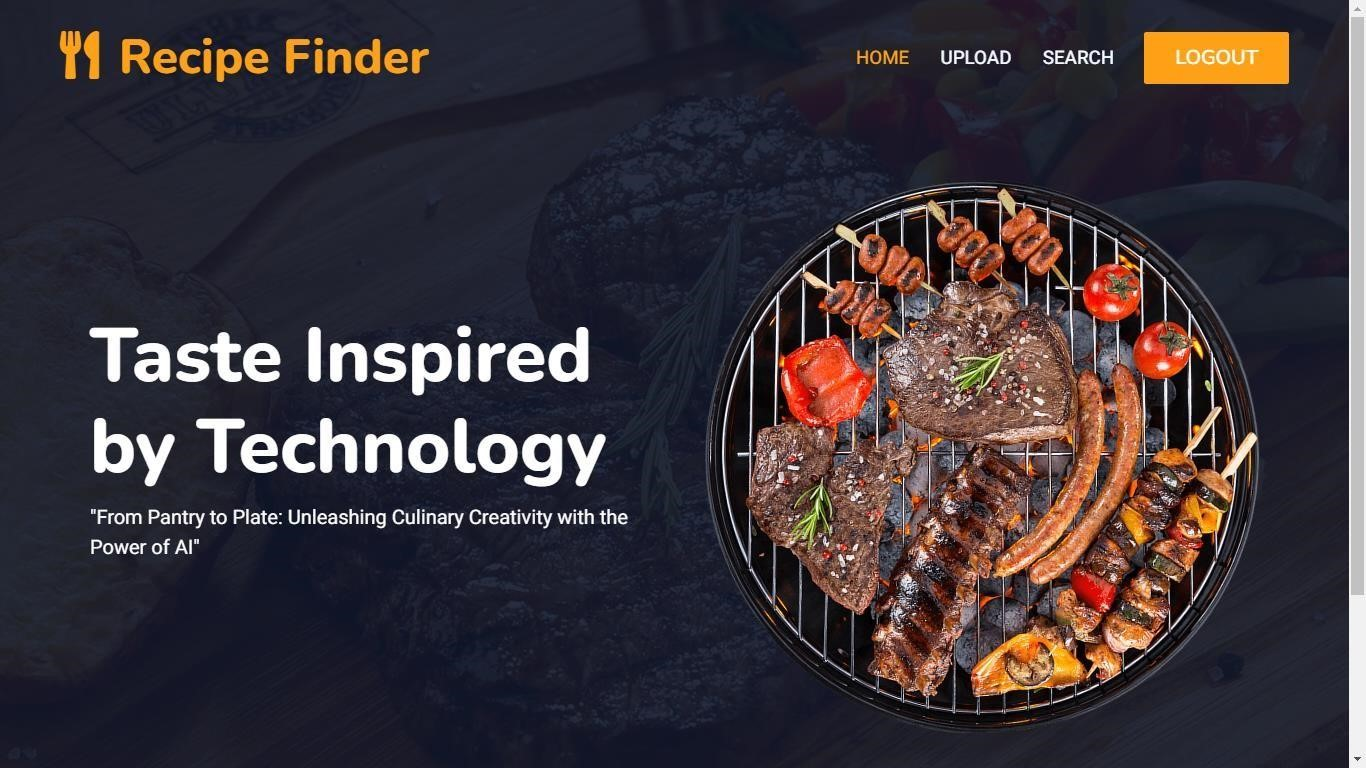 Recipe Finder
HOME UPLOAD SEARCH LOGOUT
Taste Inspired
by Technology
"From Pantry to Plate: Unleashing Culinary Creativity with the
Power of AI"